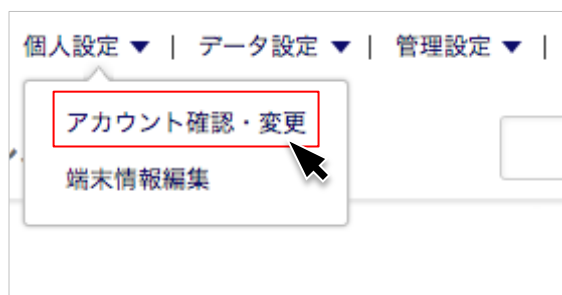 個人設定 ▼ | データ設定 ▼ | 管理設定 ▼ |
アカウント確認・変更
端末情報編集